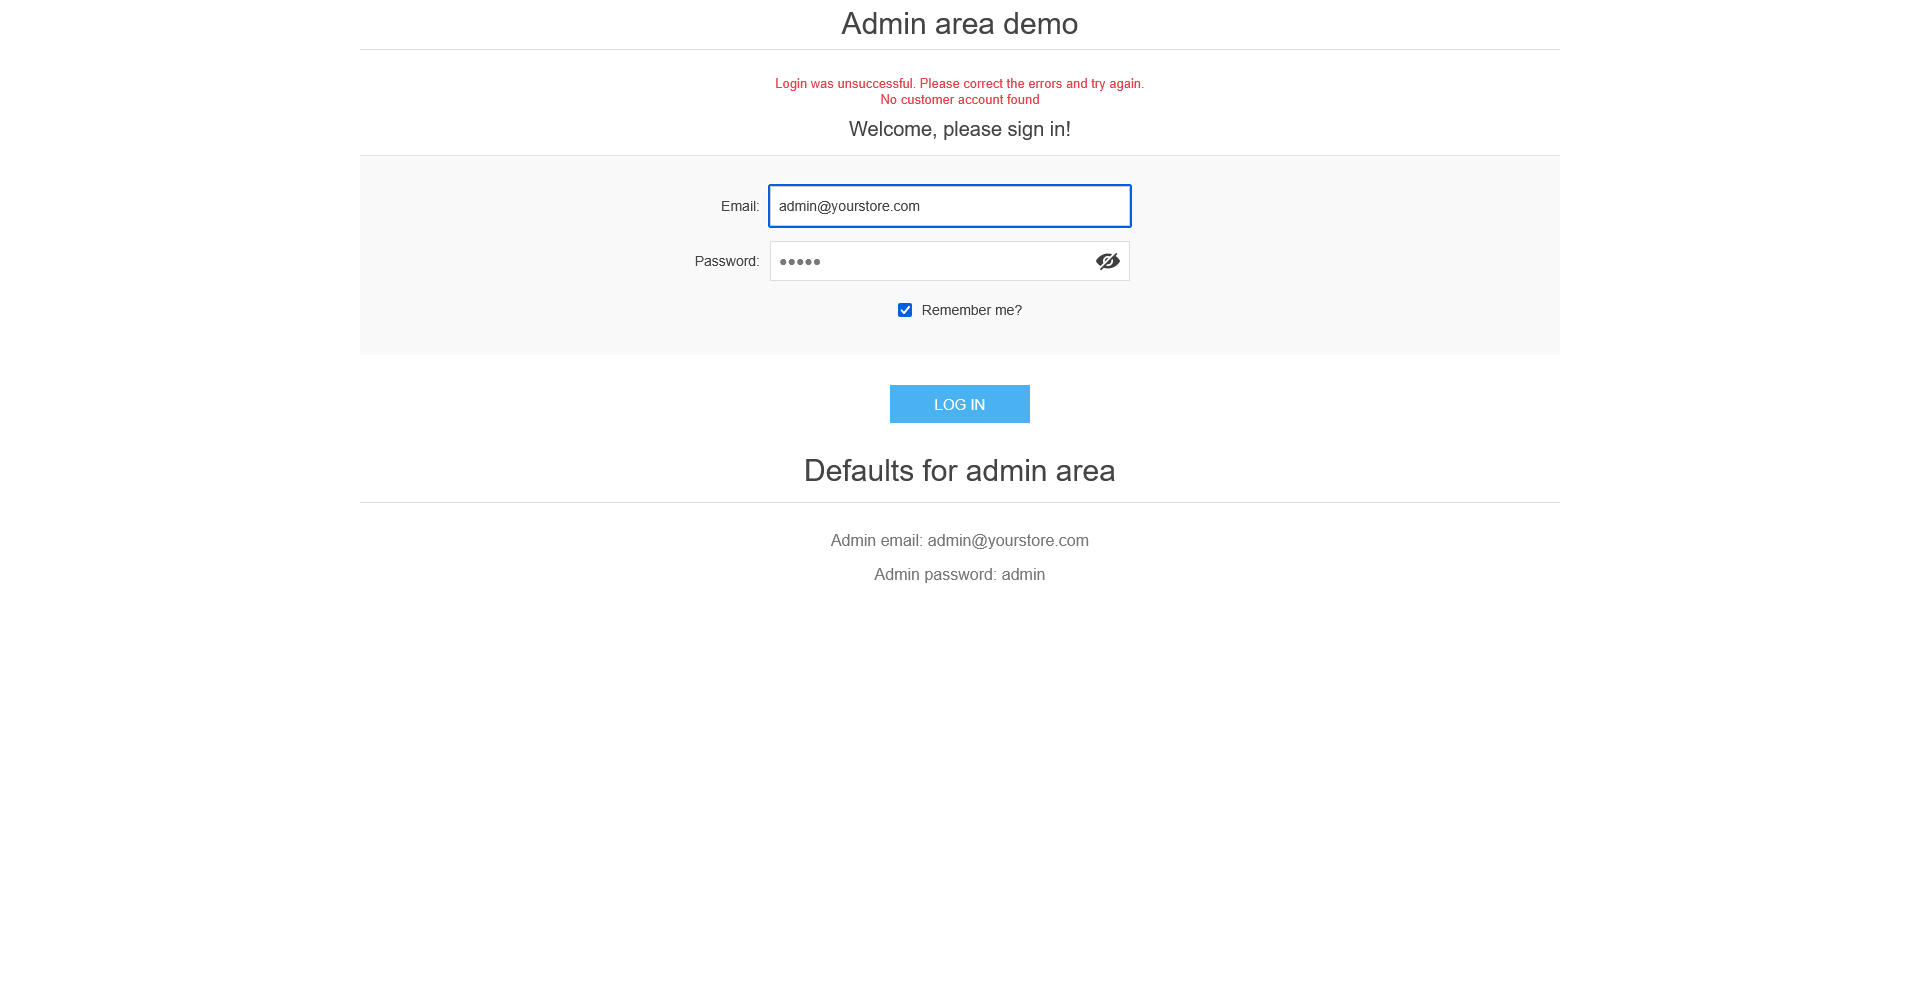 Admin area demo
Login was unsuccessful. Please correct the errors and try again.
No customer account found
Welcome, please sign in!
Email: admin@yourstore.com
Password: •••••
Remember me?
LOG IN
Defaults for admin area
Admin email: admin@yourstore.com
Admin password: admin